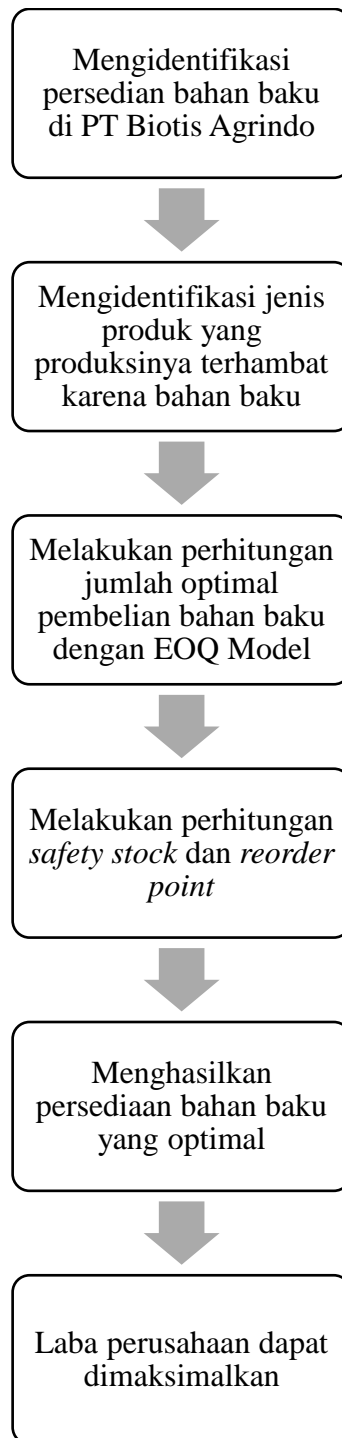 Mengidentifikasi
persedian bahan baku
di PT Biotis Agrindo
Mengidentifikasi jenis
produk yang
produksinya terhambat
karena bahan baku
Melakukan perhitungan
jumlah optimal
pembelian bahan baku
dengan EOQ Model
Melakukan perhitungan
safety stock dan reorder
point
Menghasilkan
persediaan bahan baku
yang optimal
Laba perusahaan dapat
dimaksimalkan